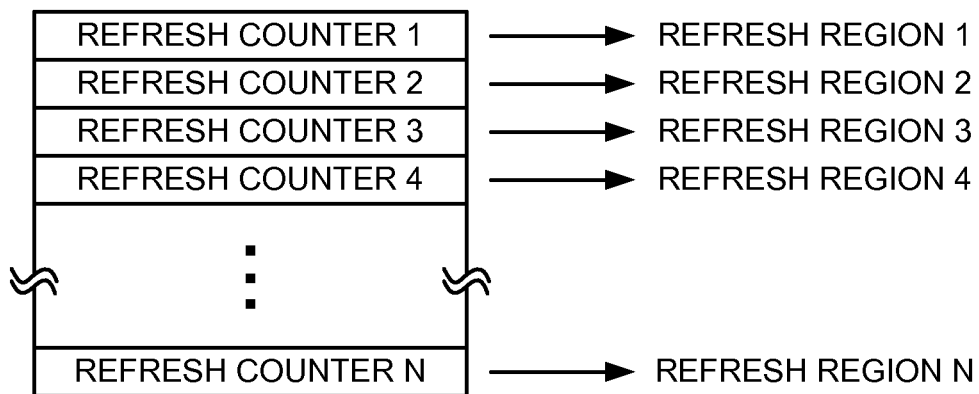 REFRESH COUNTER 1 REFRESH REGION 1
REFRESH COUNTER 2 REFRESH REGION 2
REFRESH COUNTER 3 REFRESH REGION 3
REFRESH COUNTER 4 REFRESH REGION 4
REFRESH COUNTER N REFRESH REGION N